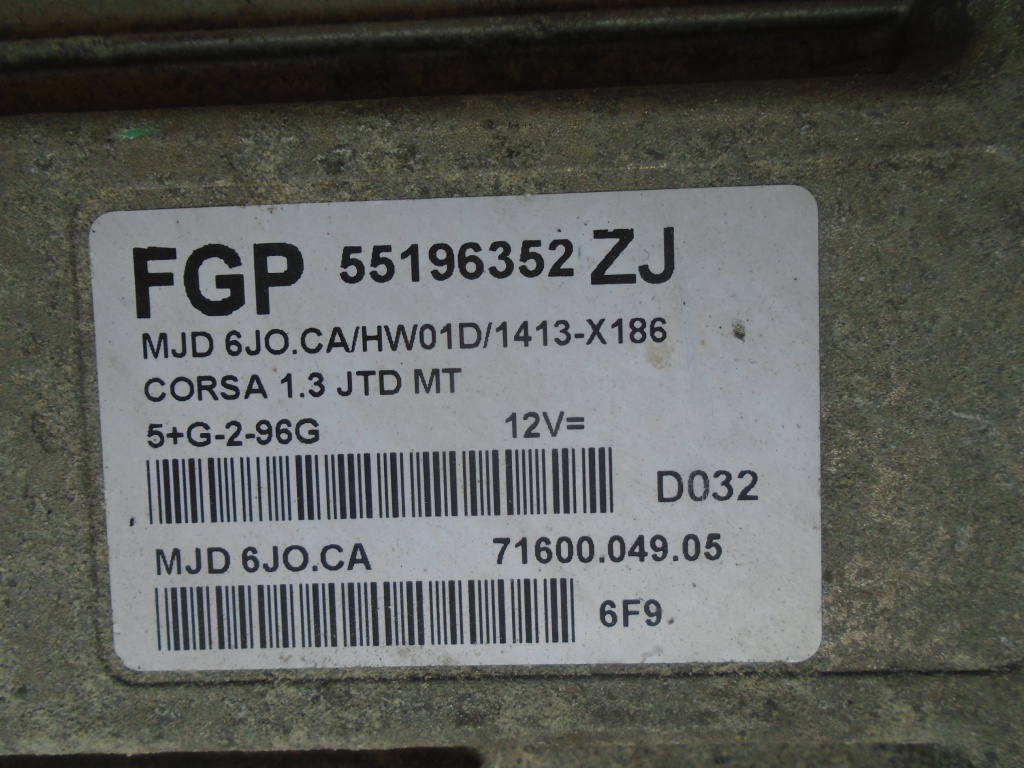 FGP 55196352 ZJ
MJD 6JO.CA/HW01D/1413-X186
CORSA 1.3 JTD MT
5+G-2-96G 12V=
D032
MJD 6JO.CA 71600.049.05
6F9